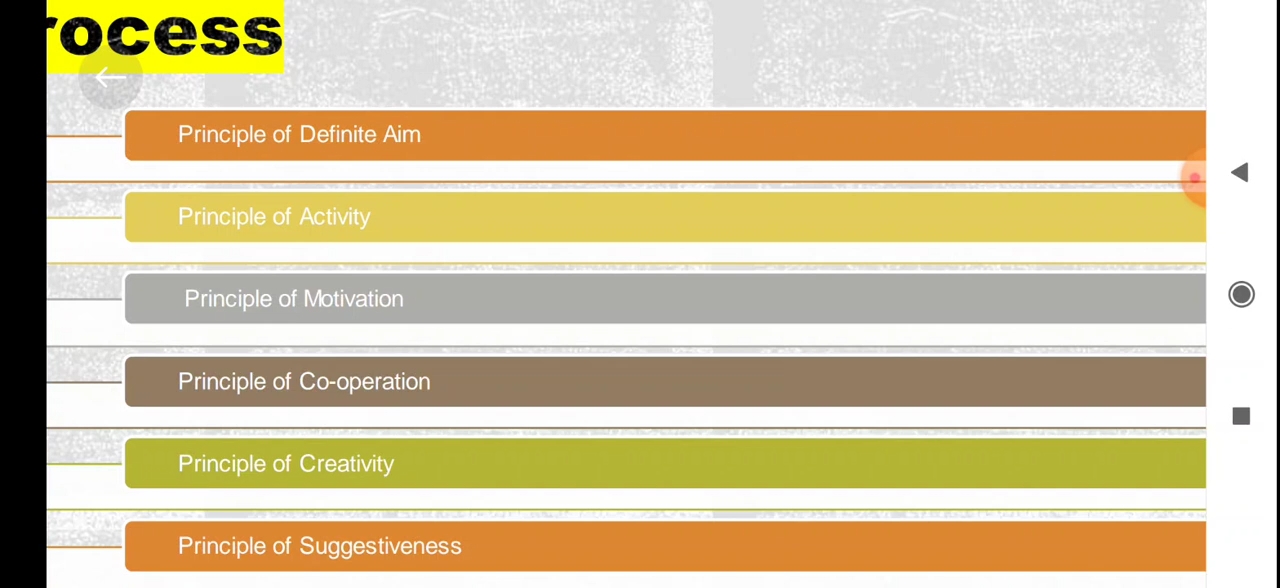 rocess
Principle of Definite Aim
Principle of Activity
Principle of Motivation
Principle of Co-operation
Principle of Creativity
Principle of Suggestiveness